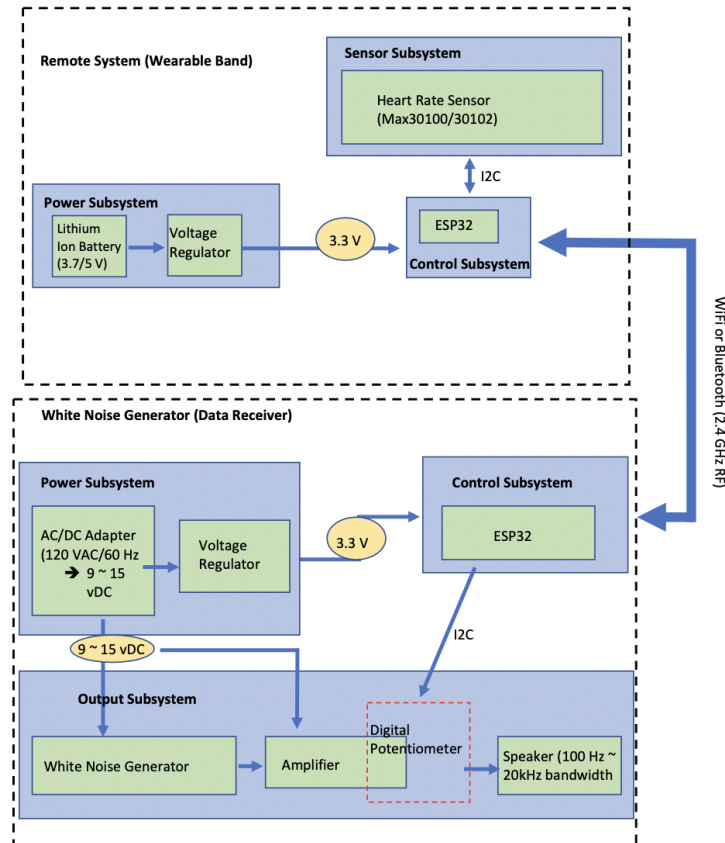 Sensor Subsystem
Remote System (Wearable Band)
Heart Rate Sensor
(Max30100/30102)
I2C
Power Subsystem
Lithium
Ion Battery
(3.7/5 V)
Voltage
Regulator
3.3 V
ESP32
Control Subsystem
WiFi or Bluetooth (2.4 GHz RF)
White Noise Generator (Data Receiver)
Power Subsystem
AC/DC Adapter
(120 VAC/60 Hz
➔ 9 ~ 15
vDC
Voltage
Regulator
3.3 V
Control Subsystem
ESP32
I2C
9 ~ 15 vDC
Output Subsystem
White Noise Generator
Amplifier
Digital
Potentiometer
Speaker (100 Hz ~
20kHz bandwidth